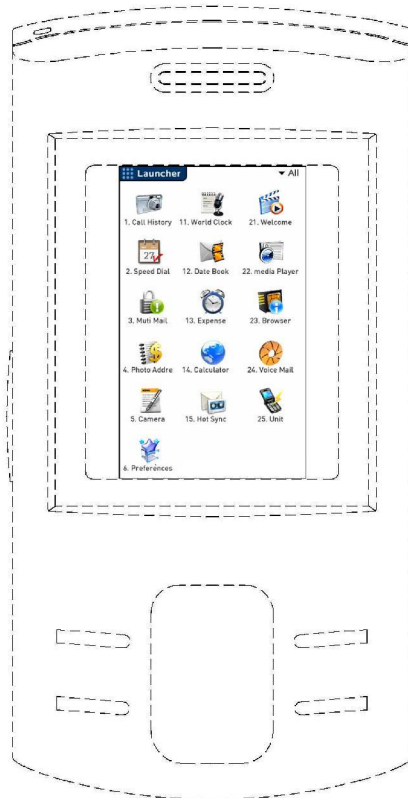 Launcher All
1. Call History 11. World Clock 21. Welcome
27
2. Speed Dial 12. Date Book 22. media Player
3. Muti Mail 13. Expense 23. Browser
4. Photo Addre 14. Calculator 24. Voice Mail
5. Camera 15. Hot Sync 25. Unit
6. Preferences